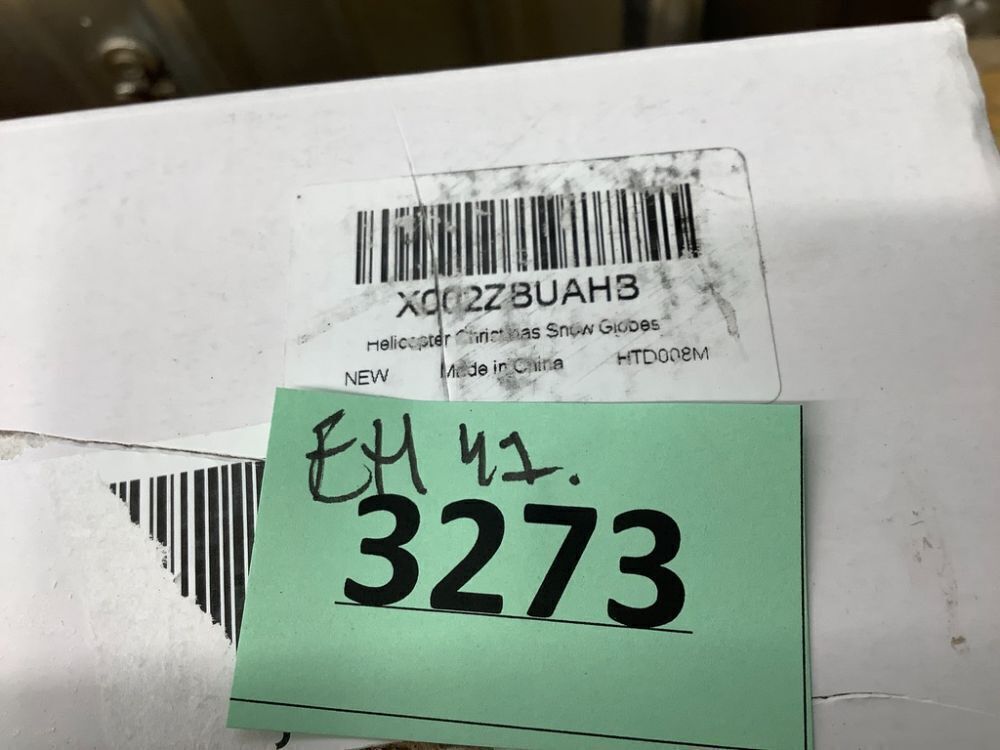 X002ZBUAHB
Helicopter Christmas Snow Globes
NEW Made in China HTD008M
EH 41.
3273